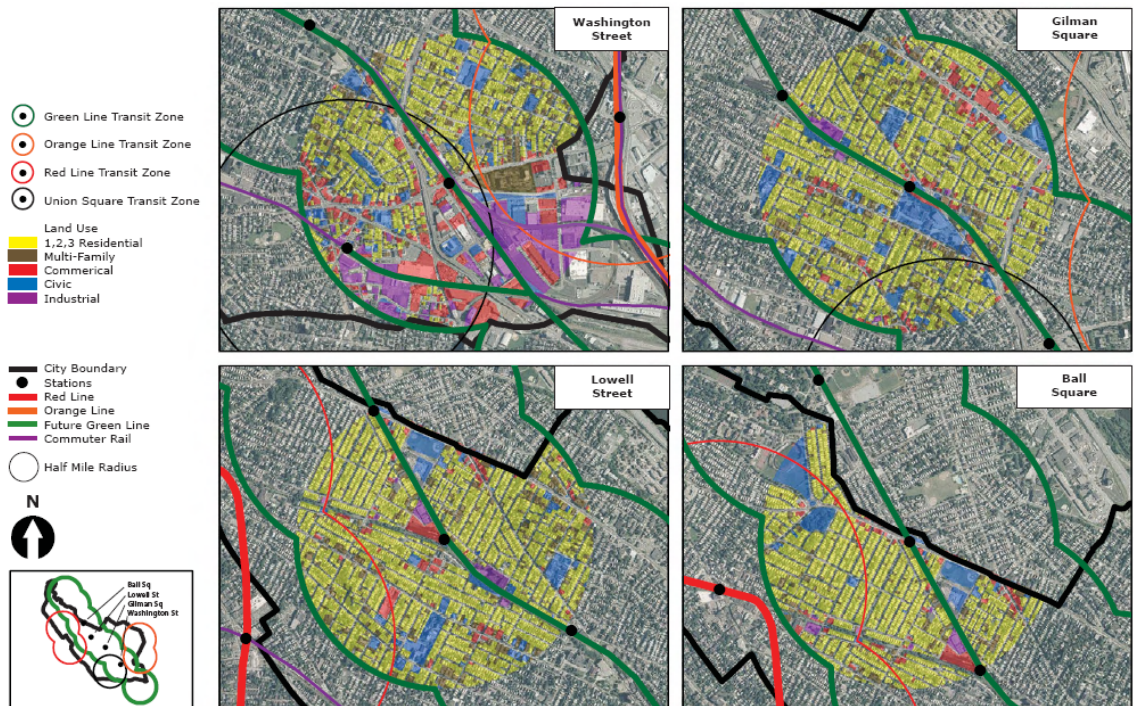 Washington
Street
Gilman
Square
Green Line Transit Zone
Orange Line Transit Zone
Red Line Transit Zone
Union Square Transit Zone
Land Use
1,2,3 Residential
Multi-Family
Commerical
Civic
Industrial
City Boundary
Stations
Red Line
Orange Line
Future Green Line
Commuter Rail
Half Mile Radius
N
Lowell
Street
Ball
Square
Ball Sq
Lowell St
Gilman Sq
Washington St